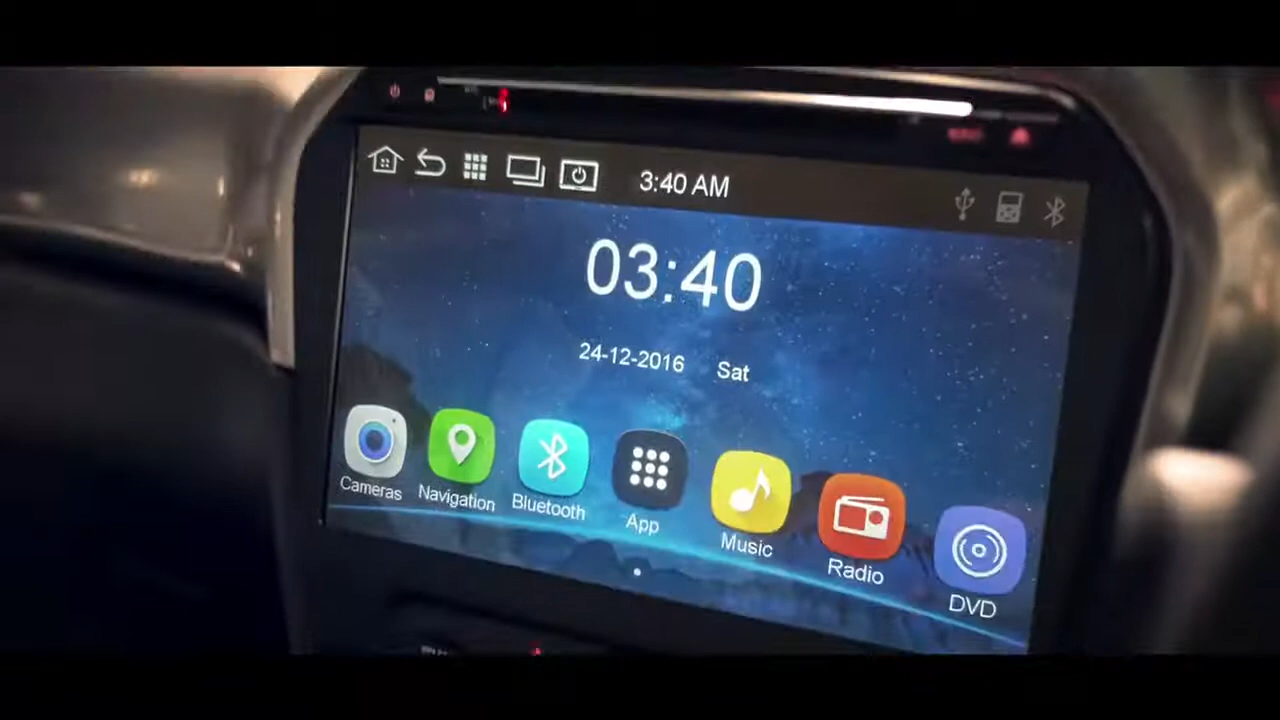 3:40 AM
03:40
24-12-2016 Sat
Cameras
Navigation
Bluetooth
App
Music
Radio
DVD